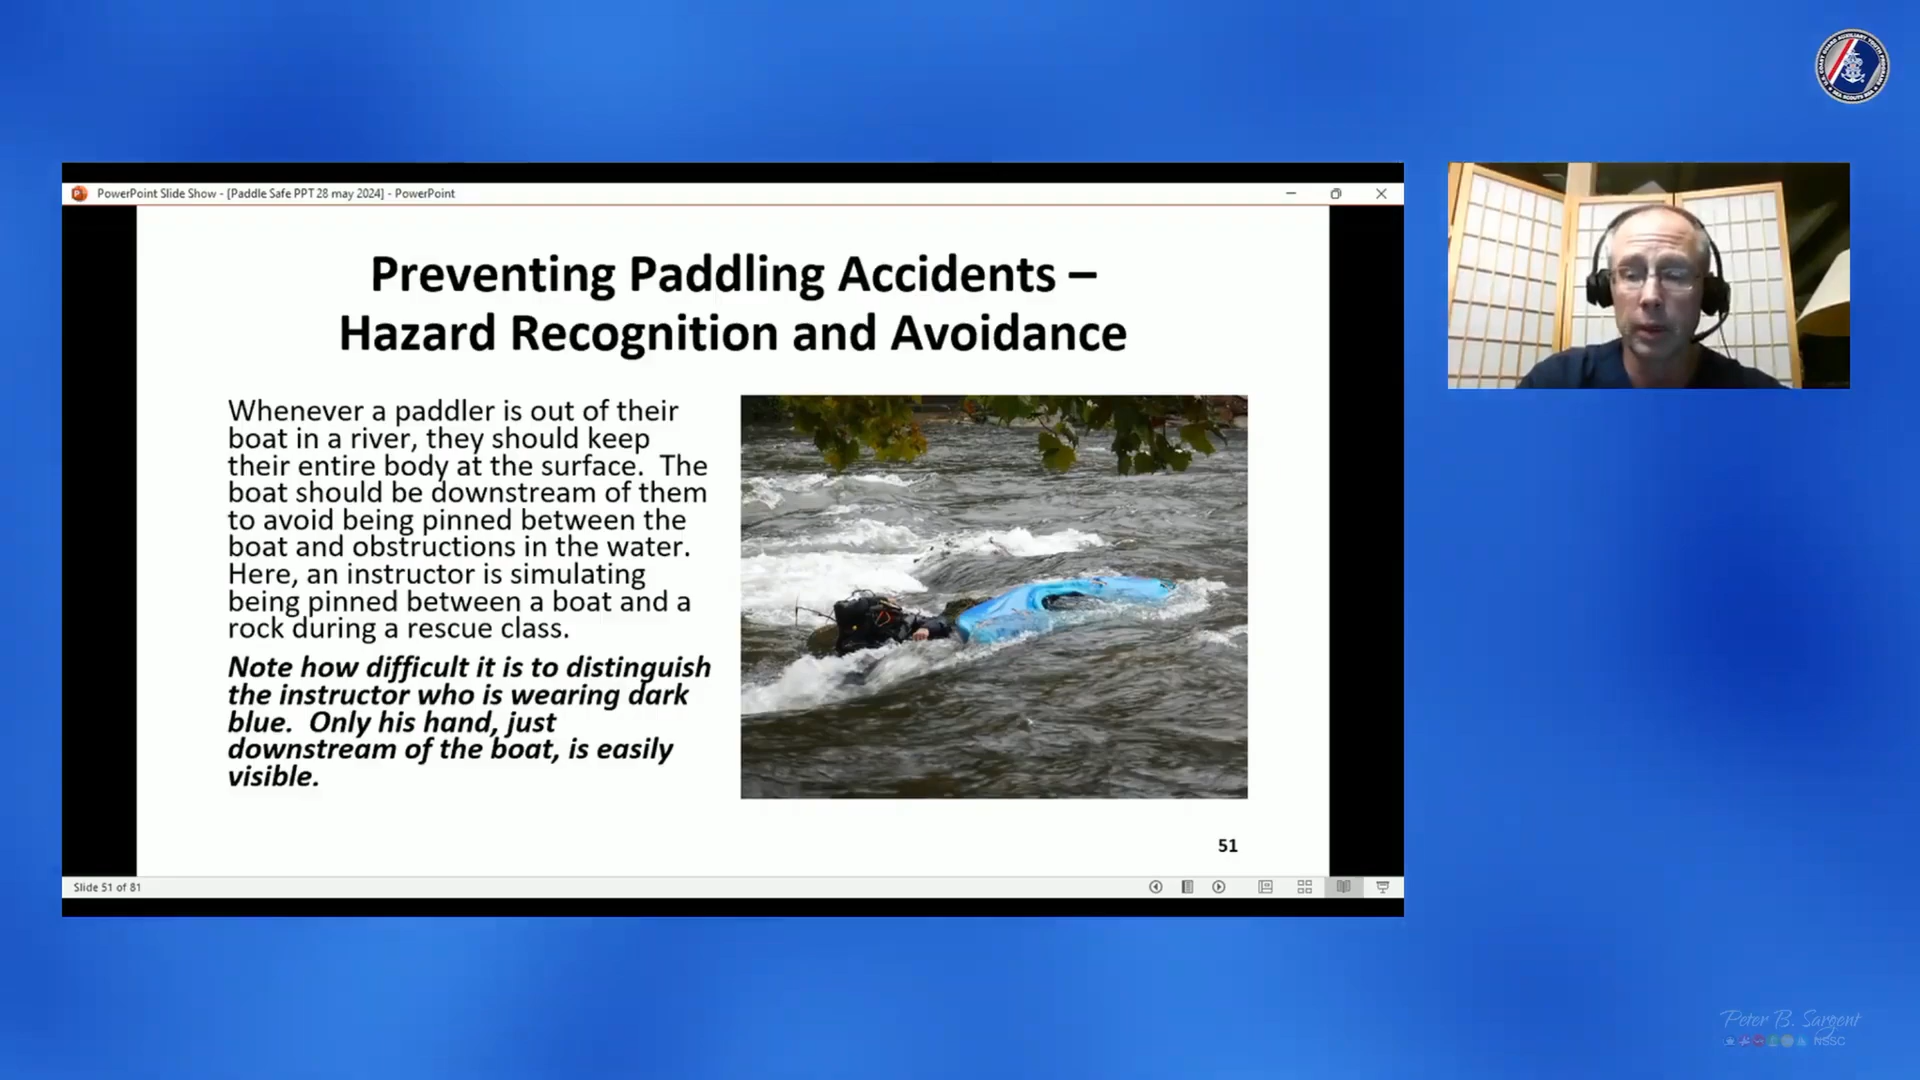 PowerPoint Slide Show - [Paddle Safe PPT 28 may 2024] - PowerPoint
Preventing Paddling Accidents –
Hazard Recognition and Avoidance
Whenever a paddler is out of their
boat in a river, they should keep
their entire body at the surface.  The
boat should be downstream of them
to avoid being pinned between the
boat and obstructions in the water.
Here, an instructor is simulating
being pinned between a boat and a
rock during a rescue class.
Note how difficult it is to distinguish
the instructor who is wearing dark
blue.  Only his hand, just
downstream of the boat, is easily
visible.
51
Slide 51 of 81
Peter B. Sargent
NSSC